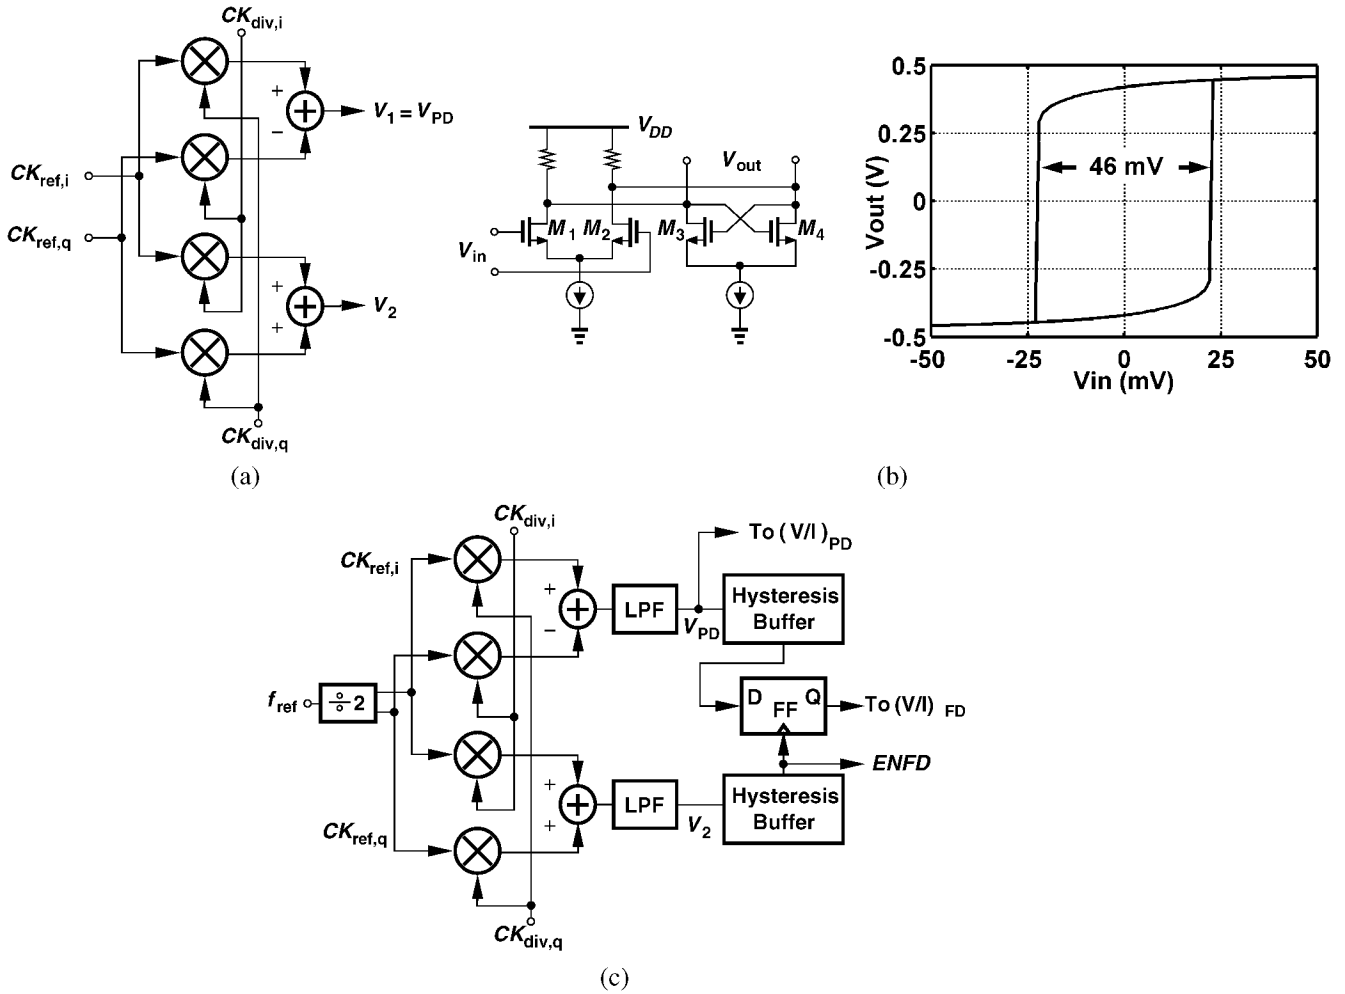 CKdiv,i
+
−
V1 = VPD
CKref,i
CKref,q
+
+
V2
CKdiv,q
(a)
VDD
Vout
M1 M2 M3 M4
Vin
0.5
0.25
0
-0.25
-0.5
46 mV
Vout (V)
-50 -25 0 25 50
Vin (mV)
(b)
CKdiv,i
CKref,i
To (V/I)PD
+
−
LPF
VPD
Hysteresis
Buffer
fref
÷2
D Q
FF
To (V/I) FD
ENFD
+
+
LPF
V2
Hysteresis
Buffer
CKref,q
CKdiv,q
(c)